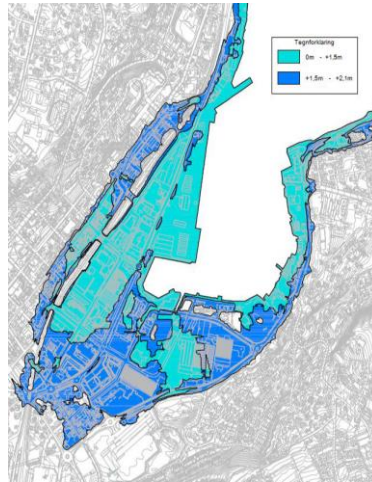 Tegnforklaring
0m - +1,5m
+1,5m - +2,1m